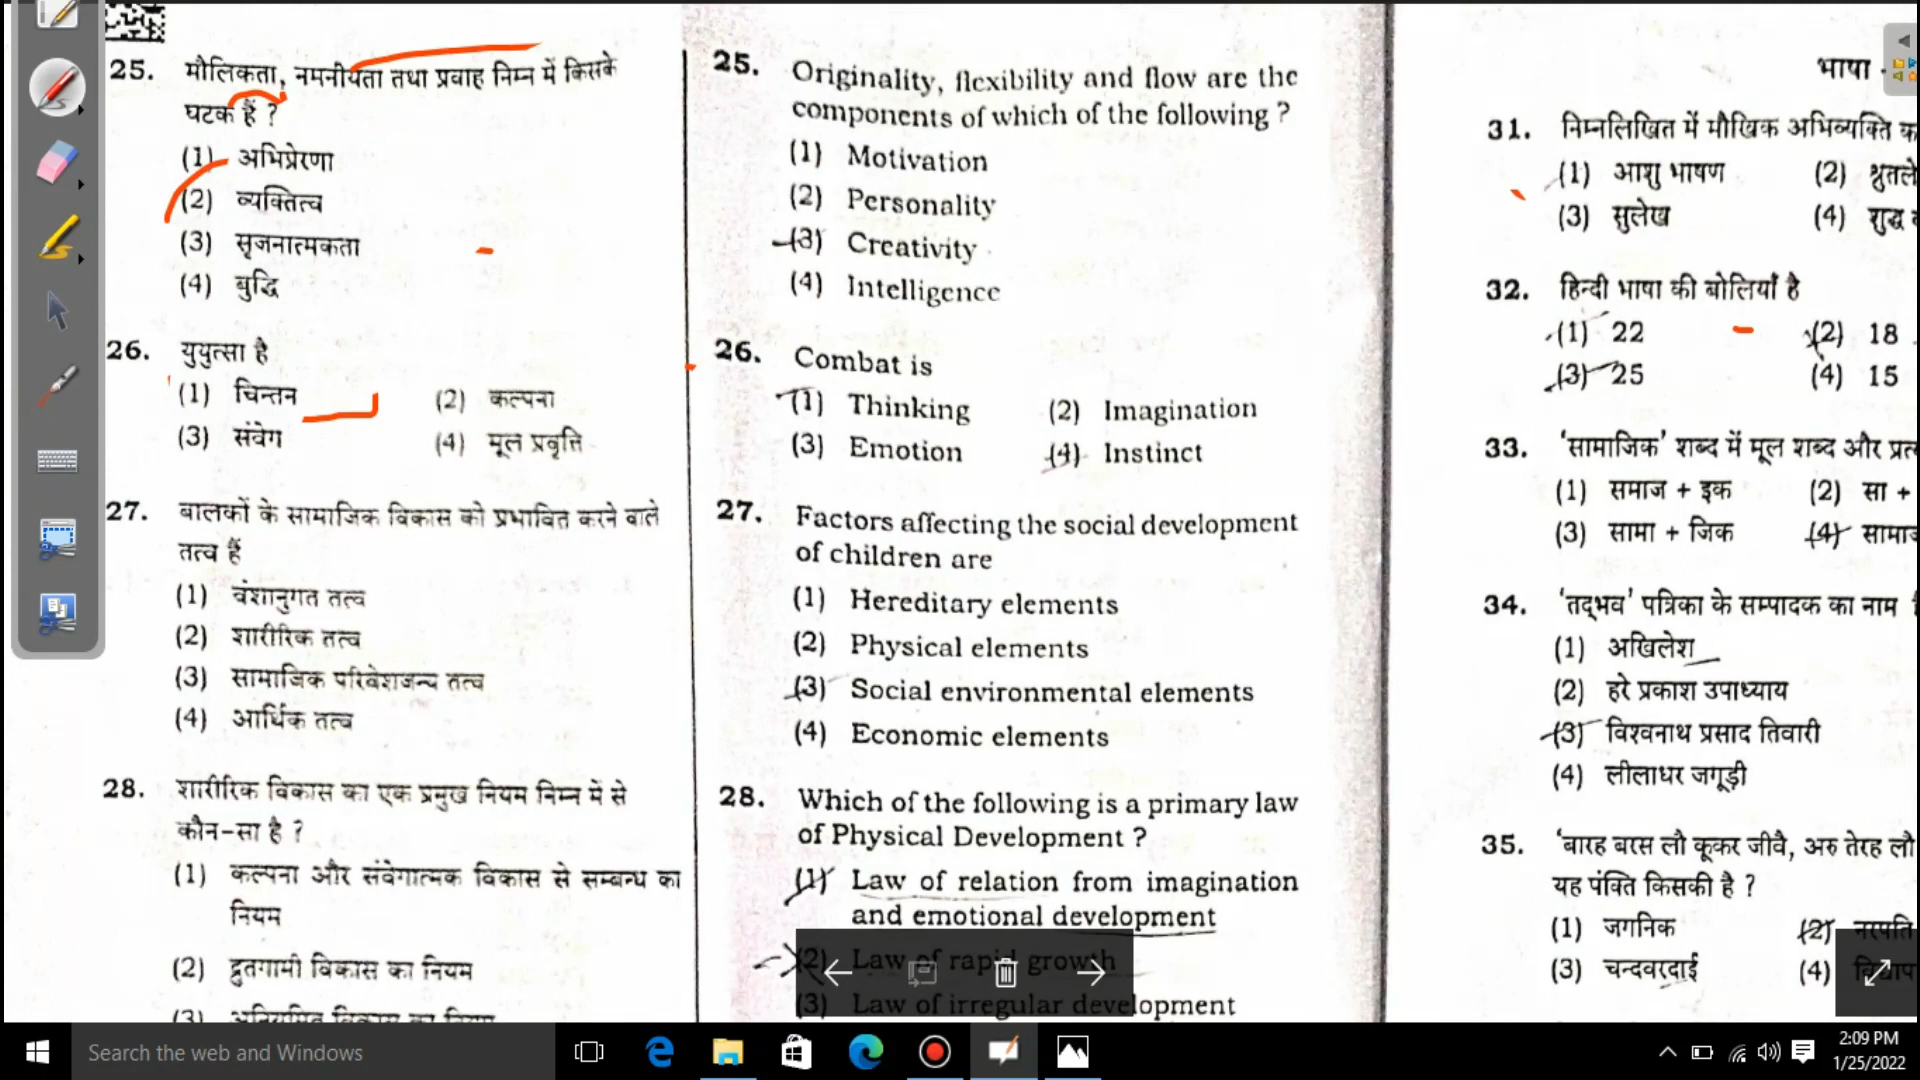 25. मौलिकता, नमनीयता तथा प्रवाह निम्न में किसके
घटक हैं ?
(1) अभिप्रेरणा
(2) व्यक्तित्व
(3) सृजनात्मकता
(4) बुद्धि
26. युयुत्सा है
(1) चिन्तन (2) कल्पना
(3) संवेग (4) मूल प्रवृत्ति
27. बालकों के सामाजिक विकास को प्रभावित करने वाले
तत्व हैं
(1) वंशानुगत तत्व
(2) शारीरिक तत्व
(3) सामाजिक परिवेशजन्य तत्व
(4) आर्थिक तत्व
28. शारीरिक विकास का एक प्रमुख नियम निम्न में से
कौन-सा है ?
(1) कल्पना और संवेगात्मक विकास से सम्बन्ध का
नियम
(2) द्रुतगामी विकास का नियम
(3) अनियमित विकास का नियम
25. Originality, flexibility and flow are the
components of which of the following ?
(1) Motivation
(2) Personality
(3) Creativity
(4) Intelligence
26. Combat is
(1) Thinking (2) Imagination
(3) Emotion (4) Instinct
27. Factors affecting the social development
of children are
(1) Hereditary elements
(2) Physical elements
(3) Social environmental elements
(4) Economic elements
28. Which of the following is a primary law
of Physical Development ?
(1) Law of relation from imagination
and emotional development
(2) Law of rapid growth
(3) Law of irregular development
भाषा
31. निम्नलिखित में मौखिक अभिव्यक्ति
(1) आशु भाषण (2)
(3) सुलेख (4) शुद्ध
32. हिन्दी भाषा की बोलियाँ है
(1) 22 (2) 18
(3) 25 (4) 15
33. ‘सामाजिक’ शब्द में मूल शब्द और
(1) समाज + इक (2) सा +
(3) सामा + जिक (4)
34. ‘तद्भव’ पत्रिका के सम्पादक का नाम
(1) अखिलेश
(2) हरे प्रकाश उपाध्याय
(3) विश्वनाथ प्रसाद तिवारी
(4) लीलाधर जगूड़ी
35. ‘बारह बरस लौ कूकर जीवै, अरु तेरह लौ
यह पंक्ति किसकी है ?
(1) जगनिक (2) नरपति
(3) चन्दवरदाई (4)
Search the web and Windows
2:09 PM
1/25/2022